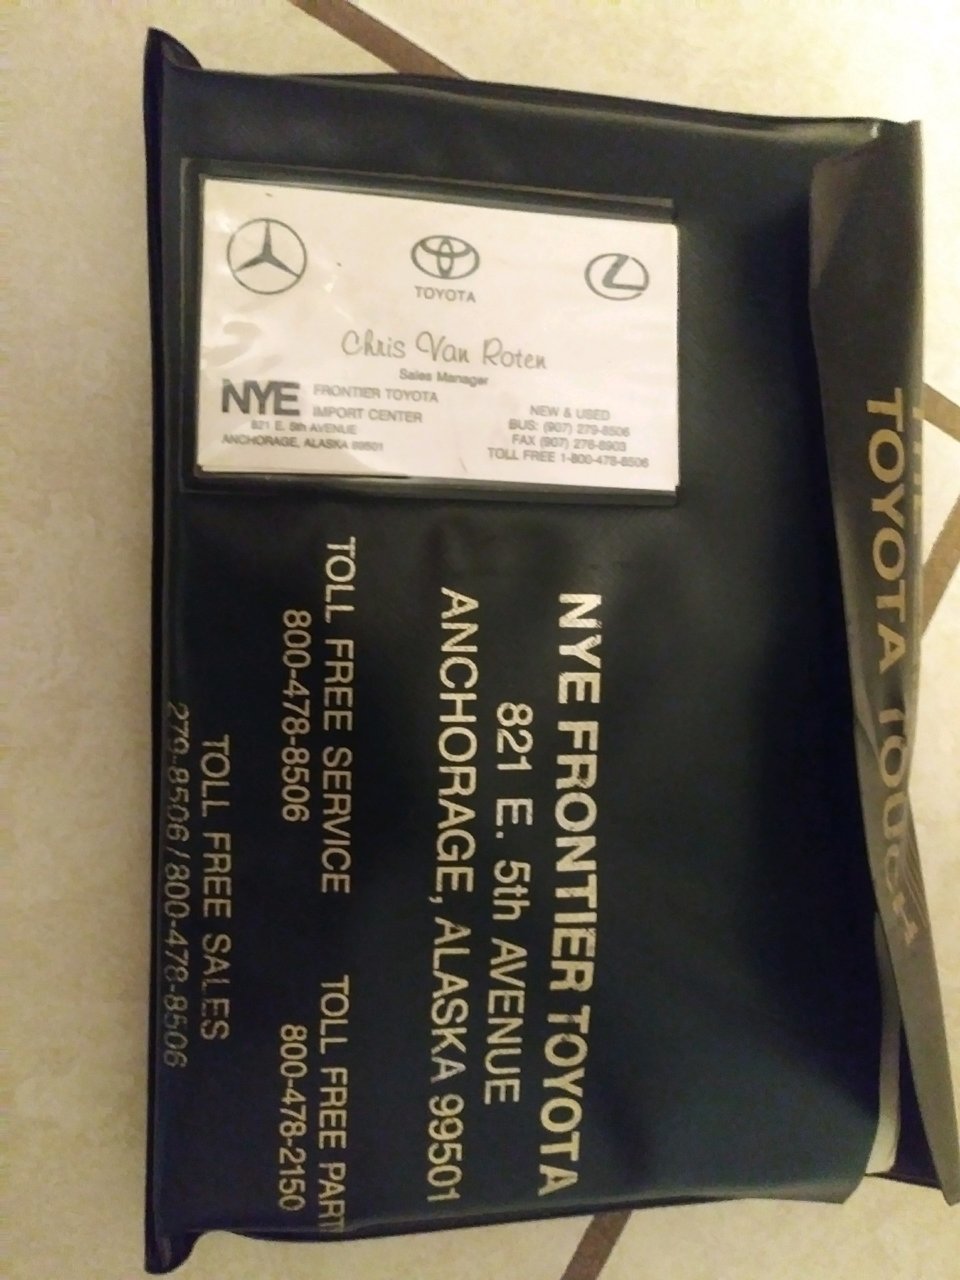 TOYOTA
Chris Van Roten
Sales Manager
NYE
FRONTIER TOYOTA
IMPORT CENTER
821 E. 5th AVENUE
ANCHORAGE, ALASKA 99501
NEW & USED
BUS: (907) 279-8506
FAX (907) 276-8903
TOLL FREE 1-800-478-8506
TOYOTA TOUCH
NYE FRONTIER TOYOTA
821 E. 5th AVENUE
ANCHORAGE, ALASKA 99501
TOLL FREE SERVICE
800-478-8506
TOLL FREE PART
800-478-2150
TOLL FREE SALES
279-8506 / 800-478-8506